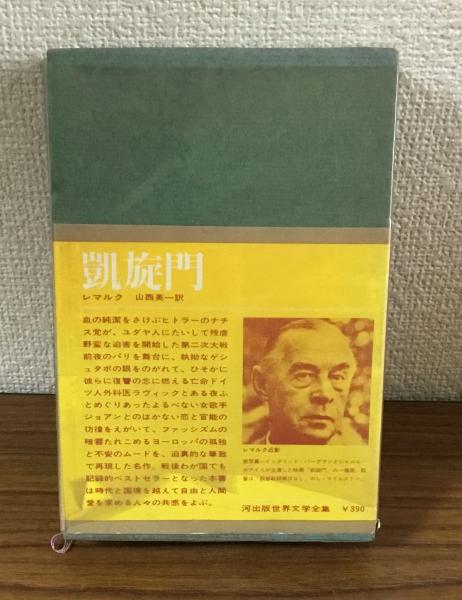 凱旋門
レマルク 山西英一訳
血の純潔をさけぶヒトラーのナチ
ス党が、ユダヤ人にたいして残虐
野蛮な迫害を開始した第二次大戦
前夜のパリを舞台に、執拗なゲシ
ュタポの眼をのがれて、ひそかに
彼らに復讐の念に燃える亡命ドイ
ツ人外科医ラヴィックとある夜ふ
とめぐりあったよるべない女歌手
ジョアンとのはかない恋と官能の
彷徨をえがいて、ファッシズムの
暗雲たれこめるヨーロッパの孤独
と不安のムードを、迫真的な筆致
で再現した名作。戦後わが国でも
記録的ベストセラーとなった本書
は時代と国境を越えて自由と人間
愛を求める人々の共感をよぶ。
レマルク近影
河出版世界文学全集 ￥390